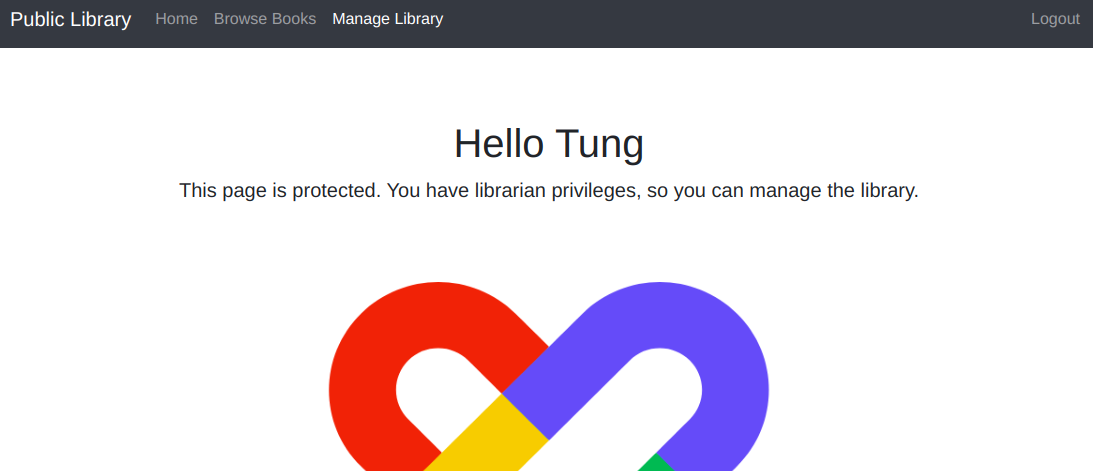 Public Library Home Browse Books Manage Library Logout
Hello Tung
This page is protected. You have librarian privileges, so you can manage the library.